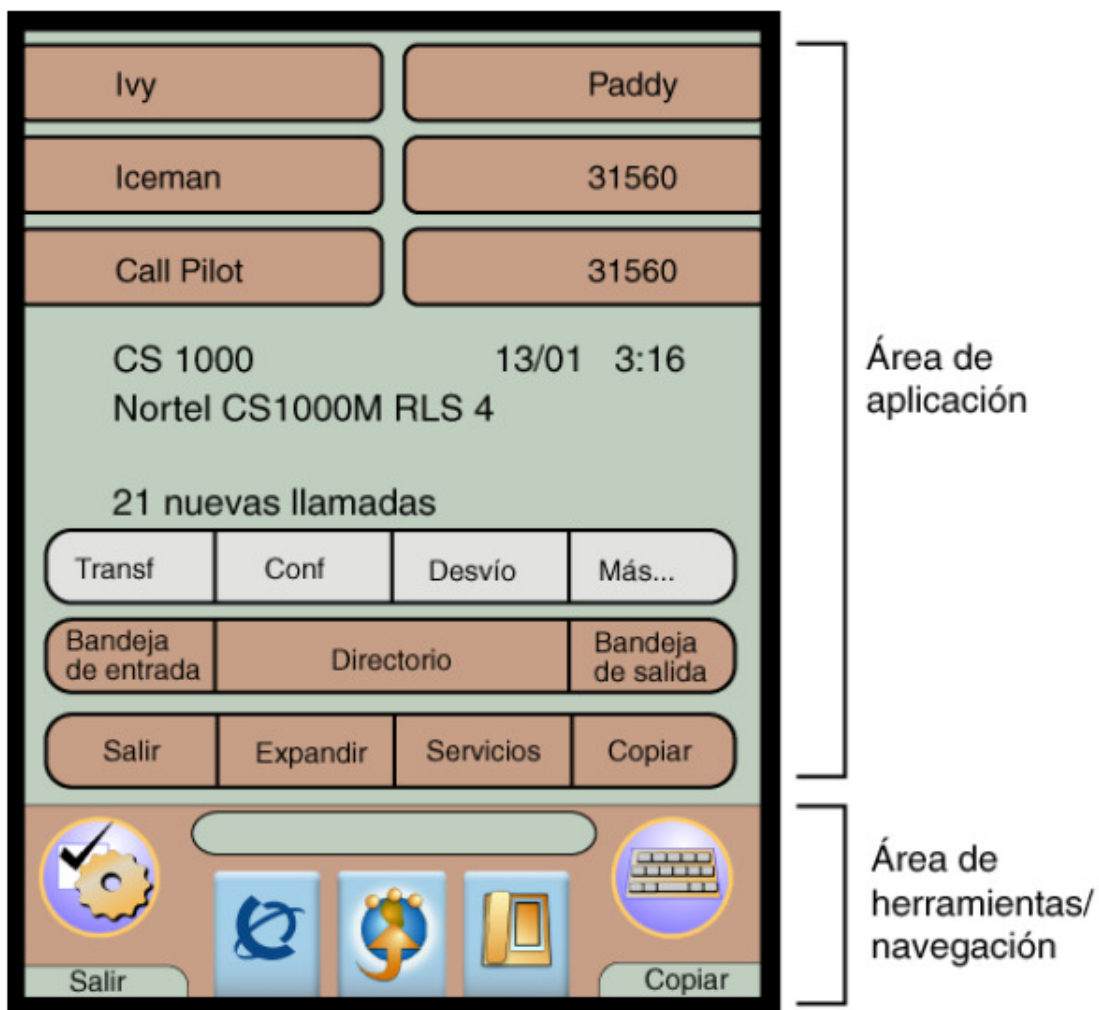 Ivy
Paddy
Iceman
31560
Call Pilot
31560
CS 1000 13/01 3:16
Nortel CS1000M RLS 4
21 nuevas llamadas
Transf
Conf
Desvío
Más...
Bandeja
de entrada
Directorio
Bandeja
de salida
Salir
Expandir
Servicios
Copiar
Salir
Copiar
Área de
aplicación
Área de
herramientas/
navegación